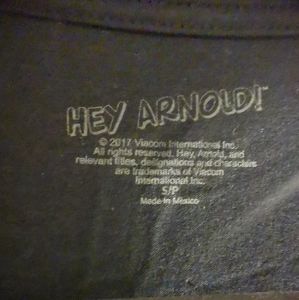 HEY ARNOLD!
© 2017 Viacom International Inc.
All rights reserved. Hey, Arnold, and
relevant titles, designations and characters
are trademarks of Viacom
International Inc.
S/P
Made in Mexico